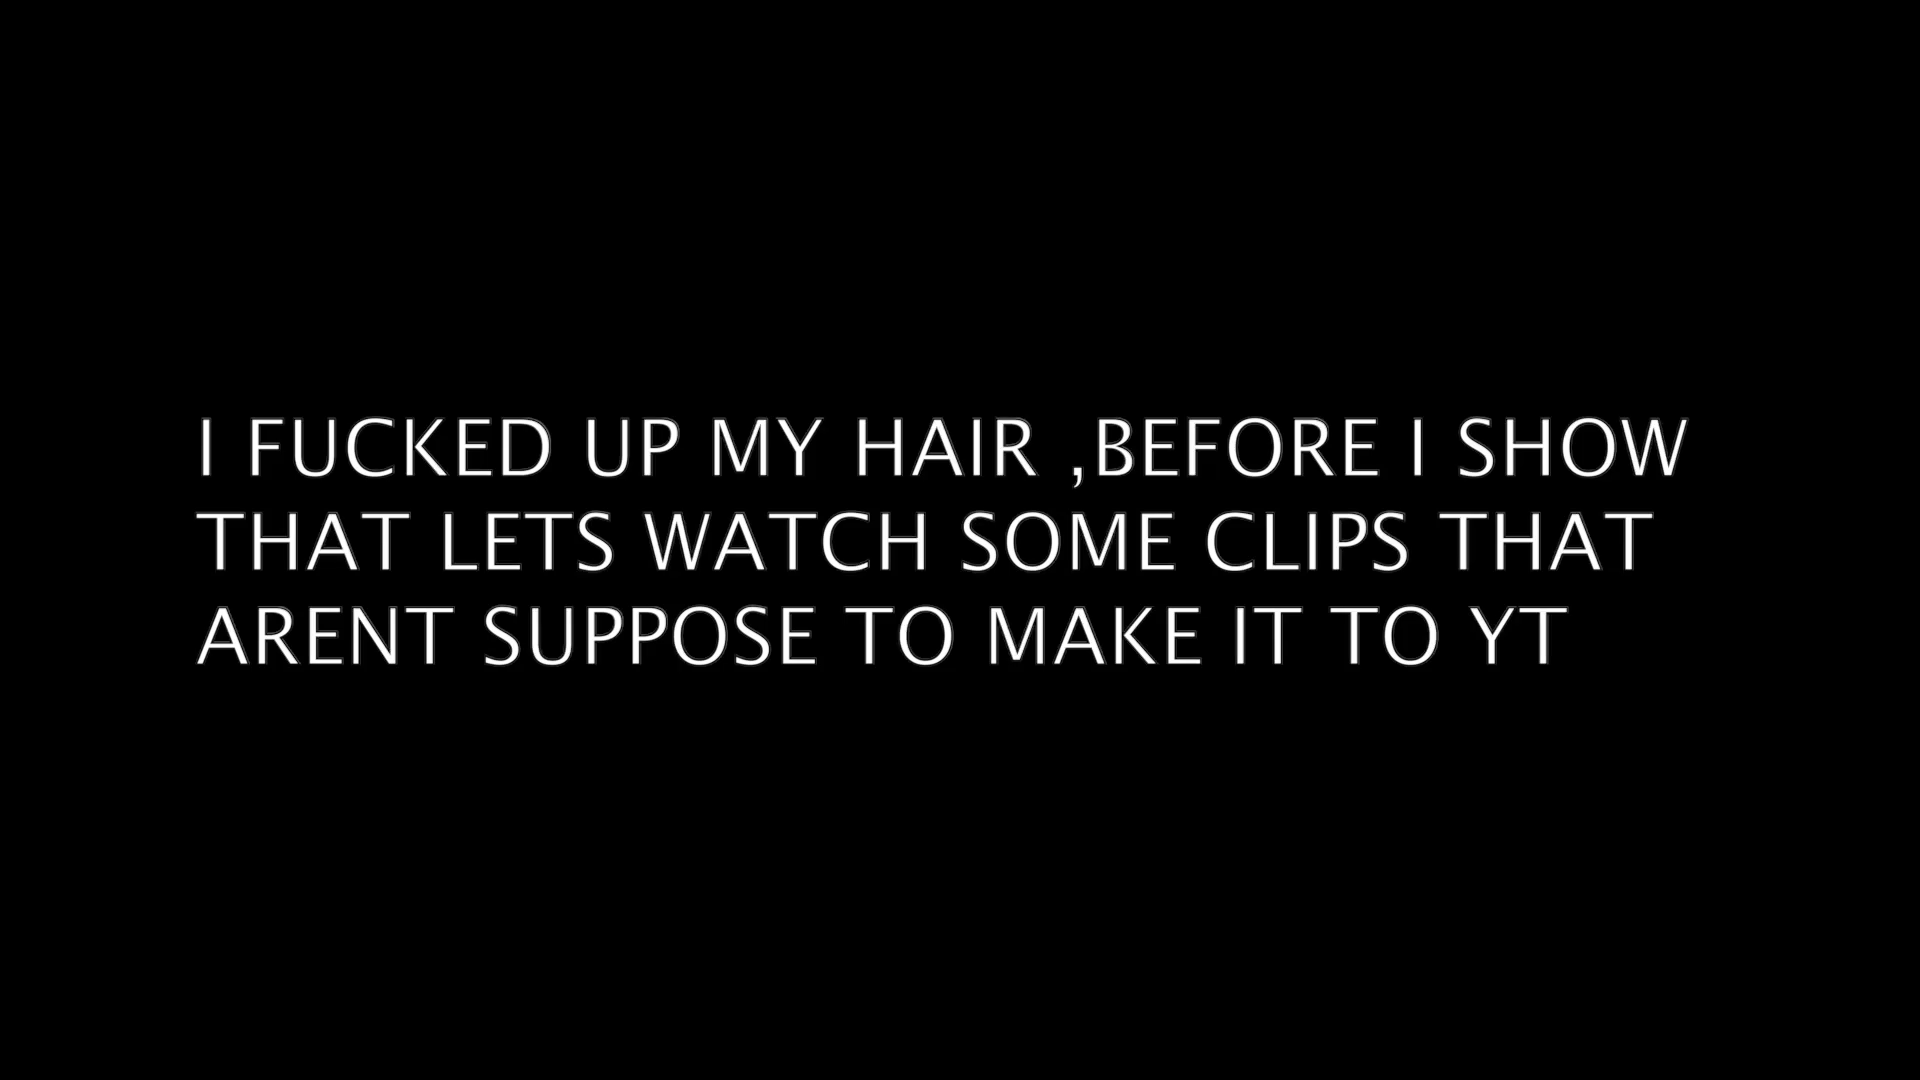 I FUCKED UP MY HAIR ,BEFORE I SHOW
THAT LETS WATCH SOME CLIPS THAT
ARENT SUPPOSE TO MAKE IT TO YT